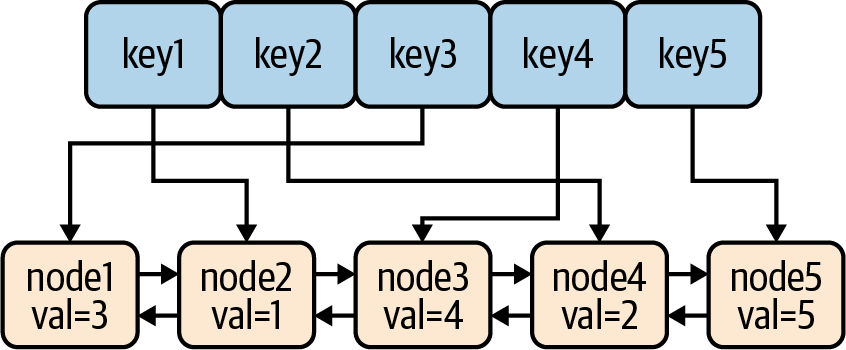 key1
key2
key3
key4
key5
node1
val=3
node2
val=1
node3
val=4
node4
val=2
node5
val=5